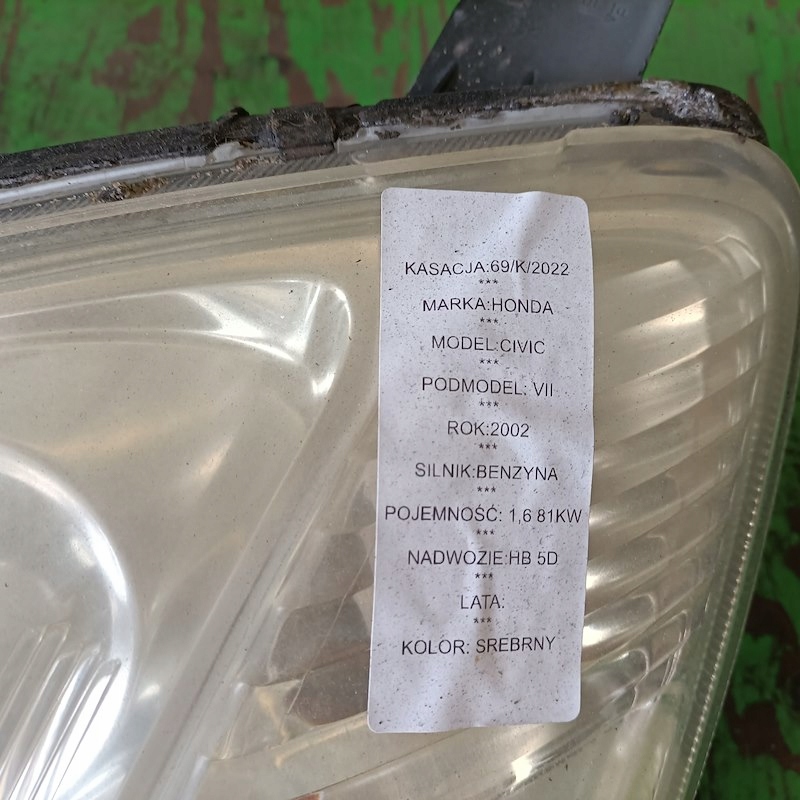 KASACJA:69/K/2022
***
MARKA:HONDA
***
MODEL:CIVIC
***
PODMODEL: VII
***
ROK:2002
***
SILNIK:BENZYNA
***
POJEMNOŚĆ: 1,6 81KW
***
NADWOZIE:HB 5D
***
LATA:
***
KOLOR: SREBRNY